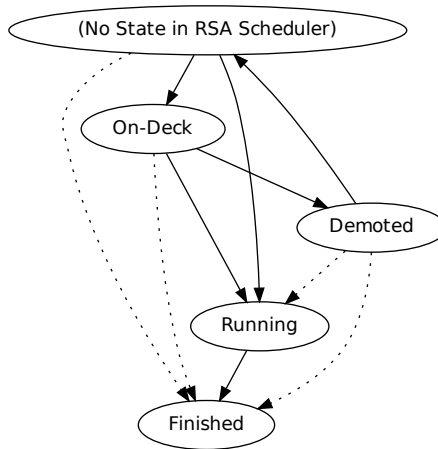 (No State in RSA Scheduler)
On-Deck
Demoted
Running
Finished